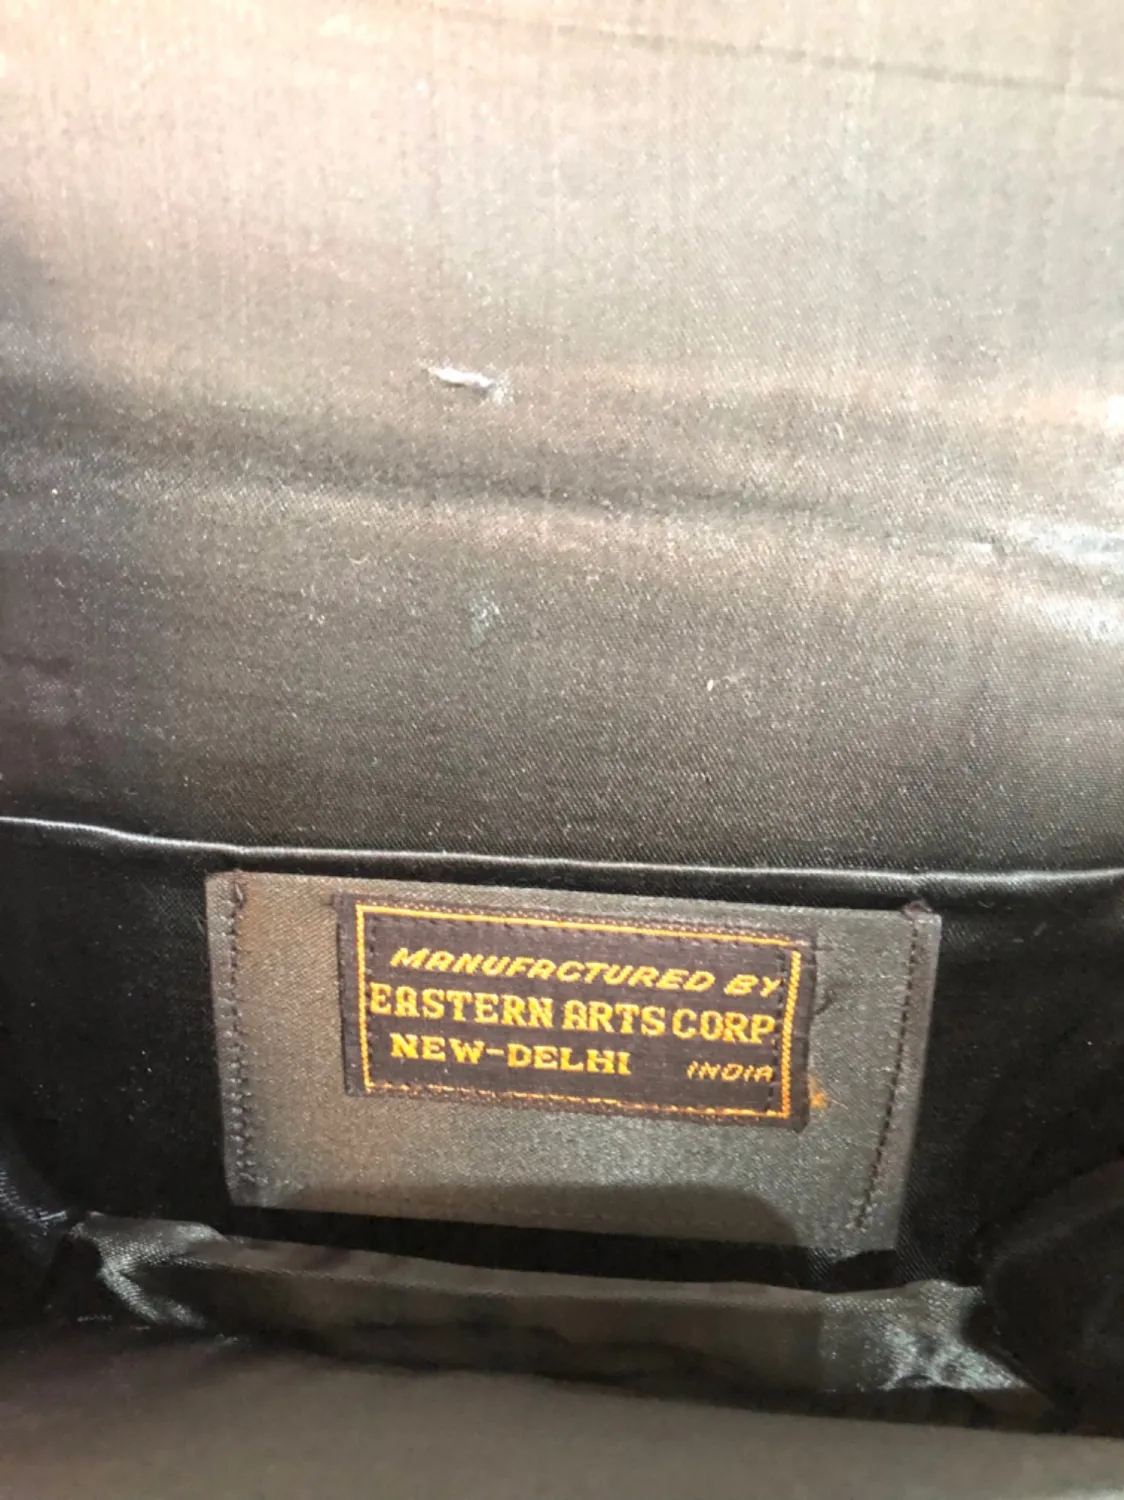 MANUFACTURED BY
EASTERN ARTS CORP
NEW-DELHI INDIA